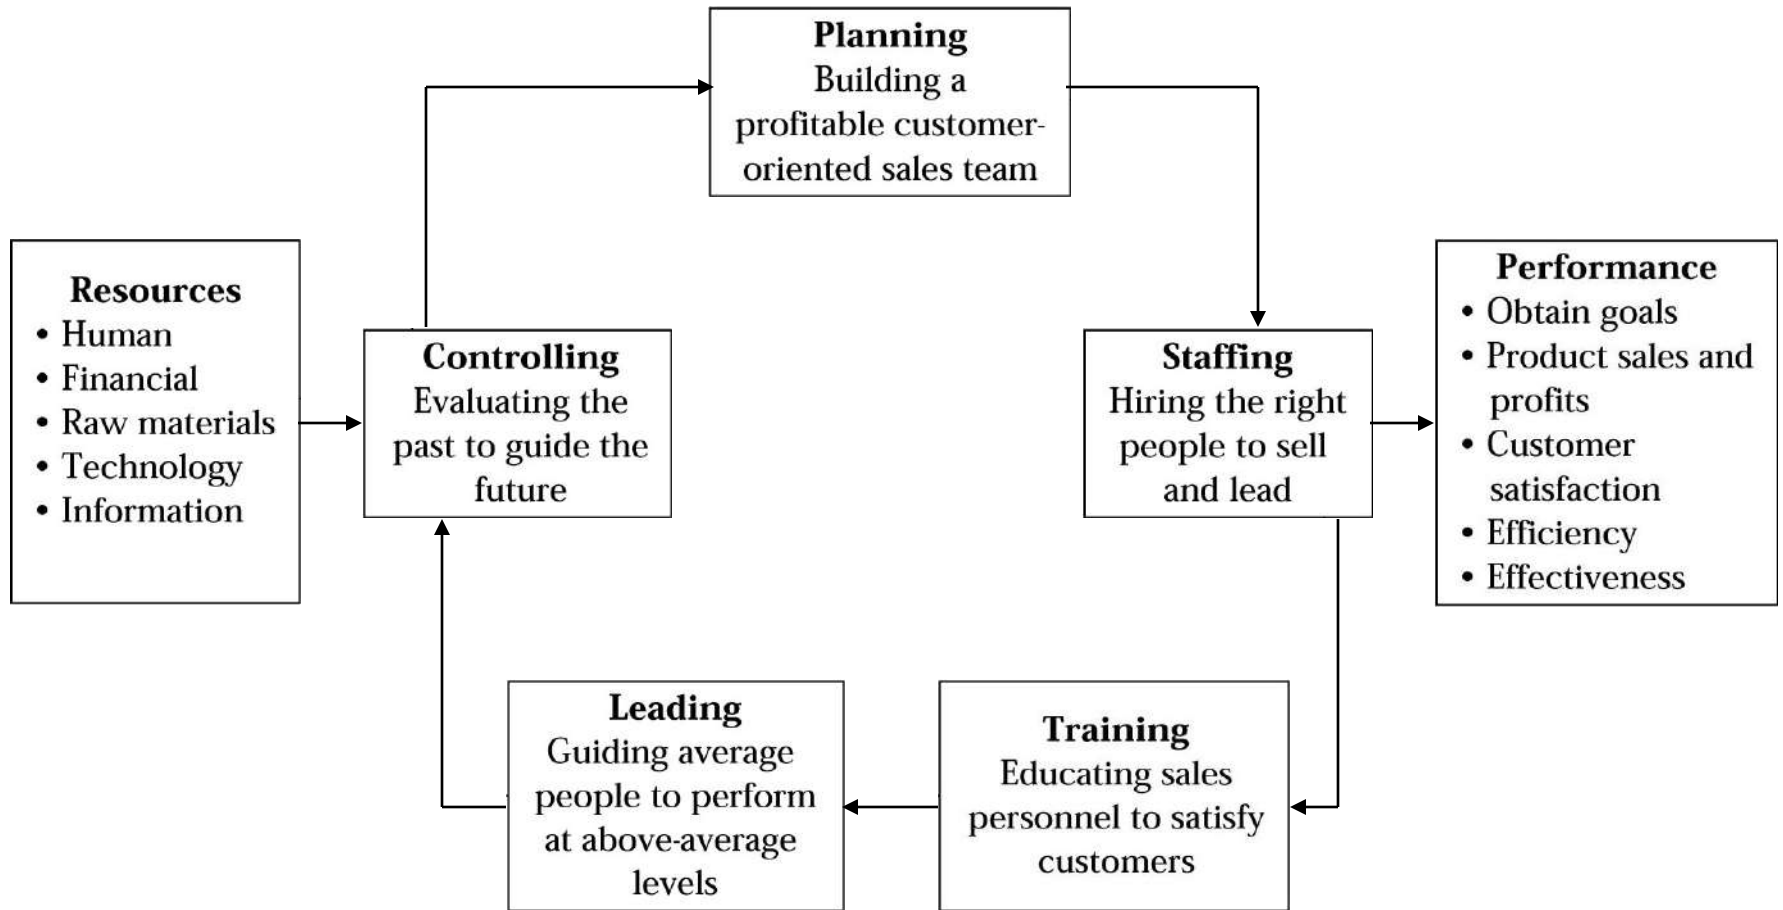 Planning
Building a
profitable customer-
oriented sales team
Resources
• Human
• Financial
• Raw materials
• Technology
• Information
Controlling
Evaluating the
past to guide the
future
Staffing
Hiring the right
people to sell
and lead
Performance
• Obtain goals
• Product sales and
profits
• Customer
satisfaction
• Efficiency
• Effectiveness
Leading
Guiding average
people to perform
at above-average
levels
Training
Educating sales
personnel to satisfy
customers